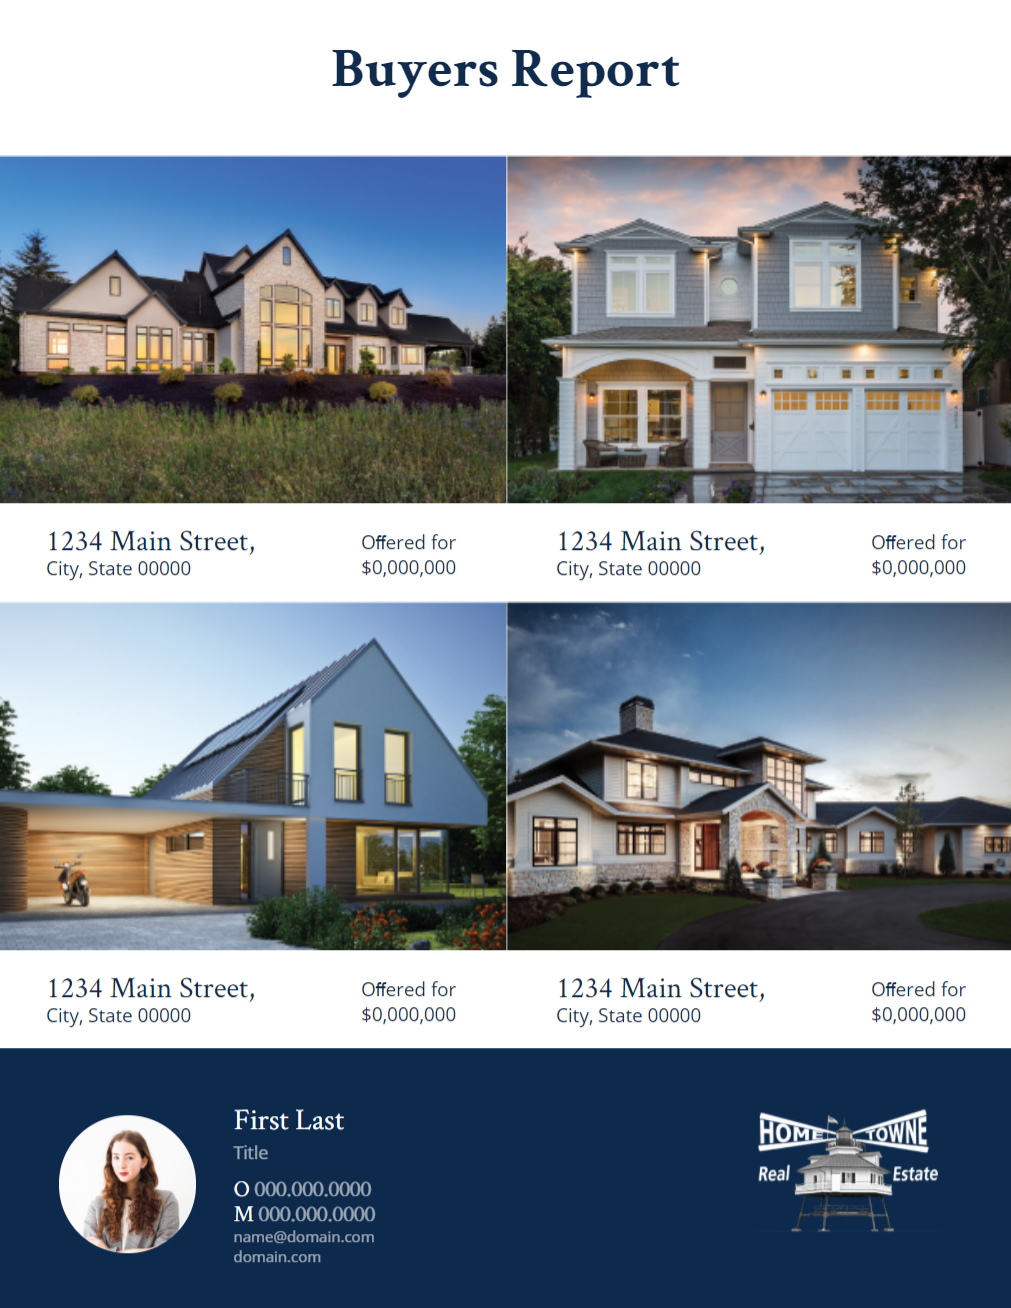 Buyers Report
1234 Main Street,
City, State 00000
Offered for
$0,000,000
1234 Main Street,
City, State 00000
Offered for
$0,000,000
1234 Main Street,
City, State 00000
Offered for
$0,000,000
1234 Main Street,
City, State 00000
Offered for
$0,000,000
First Last
Title
O 000.000.0000
M 000.000.0000
name@domain.com
domain.com
HOME TOWNE
Real Estate